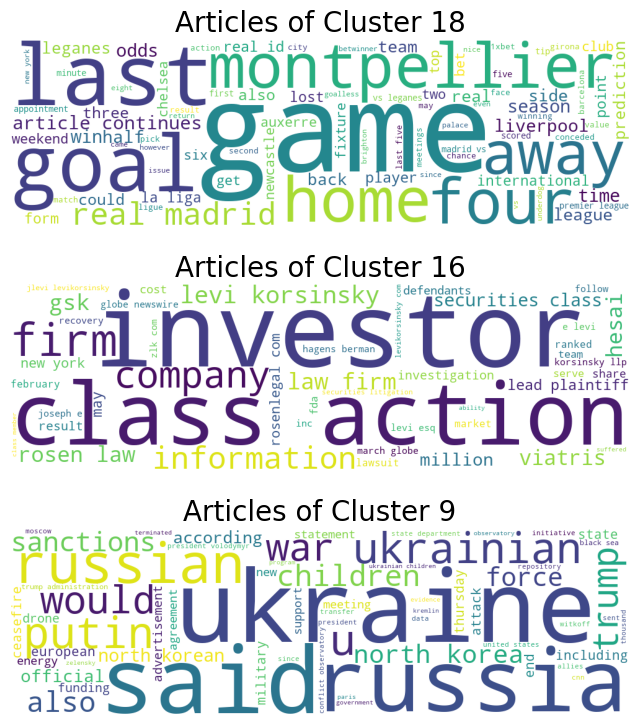 Articles of Cluster 18
last
game
montpellier
goal
away
home
four
real madrid
leganes
odds
real id
team
club
bet
top
action
city
betwinner
nice
1xbet
tip
girona
new york
minute
eight
appointment
three
chelsea
result
return
first
also
goalless
lost
vs leganes
two
real
may
face
five
even
season
side
point
barcelona
prediction
article continues
weekend
winhalf
pick
came
however
auxerre
fixture
newcastle
second
brighton
last five
palace
meetings
madrid vs
chance
liverpool
winning
scored
conceded
value
six
issue
get
back
player
since
international
time
could
la liga
match
ligue
form
league
premier league
underdog
vs
Articles of Cluster 16
investor
class action
firm
company
information
law firm
levi korsinsky
securities class
jlevi levikorsinsky
cost
gsk
globe newswire
recovery
defendants
follow
hesai
e levi
ranked
team
korsinsky llp
levikorsinsky com
zlk com
hagens berman
new york
february
may
rosenlegal com
investigation
lead plaintiff
serve
share
joseph e
result
fda
securities litigation
inc
levi esq
market
ability
rosen law
march globe
lawsuit
million
viatris
suffered
Articles of Cluster 9
ukraine
russia
said
russian
ukrainian
war
putin
would
children
trump
north korea
u
also
force
sanctions
moscow
terminated
president volodymyr
according
statement
state department
observatory
initiative
state
black sea
ukrainian children
repository
program
new
trump administration
ceasefire
drone
advertisement
agreement
support
meeting
transfer
president
thursday
evidence
kremlin
data
attack
united states
sent
thousand
witkoff
european
energy
zelensky
north korean
official
funding
military
since
conflict observatory
paris
government
end
including
allies
cnn